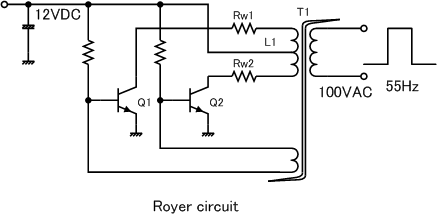 12VDC
Rw1
T1
L1
Rw2
Q1
Q2
100VAC
55Hz
Royer circuit